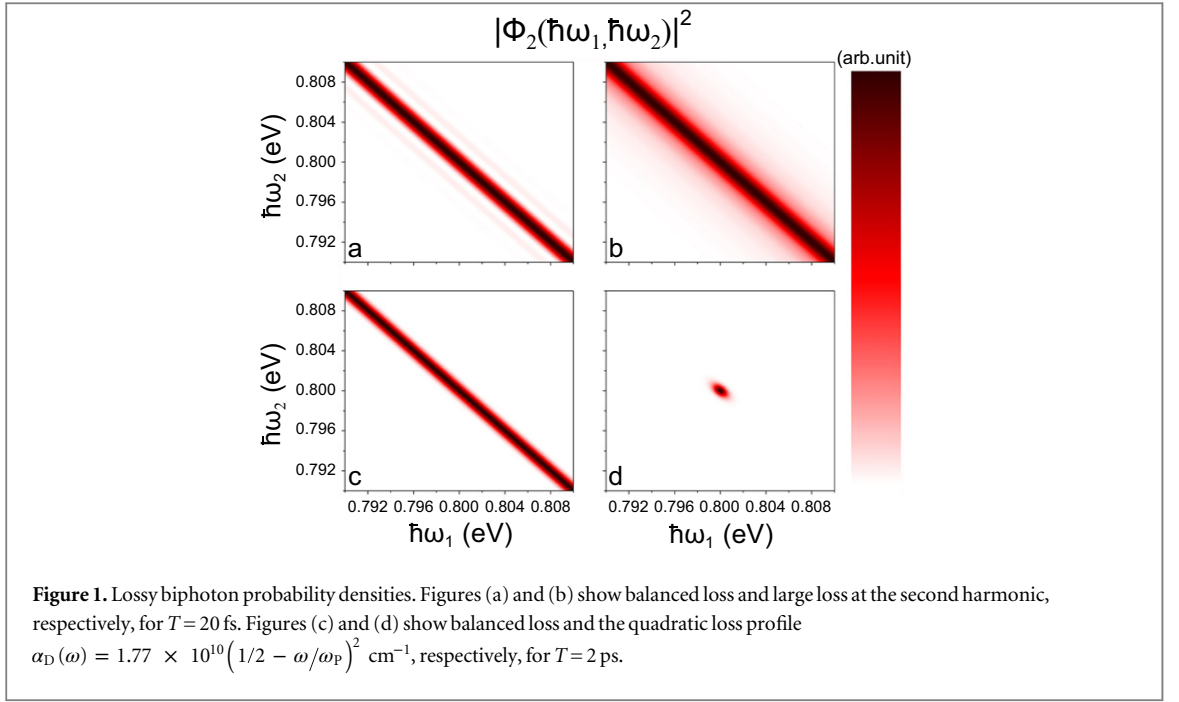 |Φ₂(ħω₁,ħω₂)|²
(arb.unit)
ħω₂ (eV)
0.808
0.804
0.800
0.796
0.792
a
b
ħω₂ (eV)
0.808
0.804
0.800
0.796
0.792
c
d
0.792 0.796 0.800 0.804 0.808
0.792 0.796 0.800 0.804 0.808
ħω₁ (eV)
ħω₁ (eV)
Figure 1. Lossy biphoton probability densities. Figures (a) and (b) show balanced loss and large loss at the second harmonic,
respectively, for T = 20 fs. Figures (c) and (d) show balanced loss and the quadratic loss profile
α_D (ω) = 1.77 × 10¹⁰(1/2 − ω/ω_P)² cm⁻¹, respectively, for T = 2 ps.